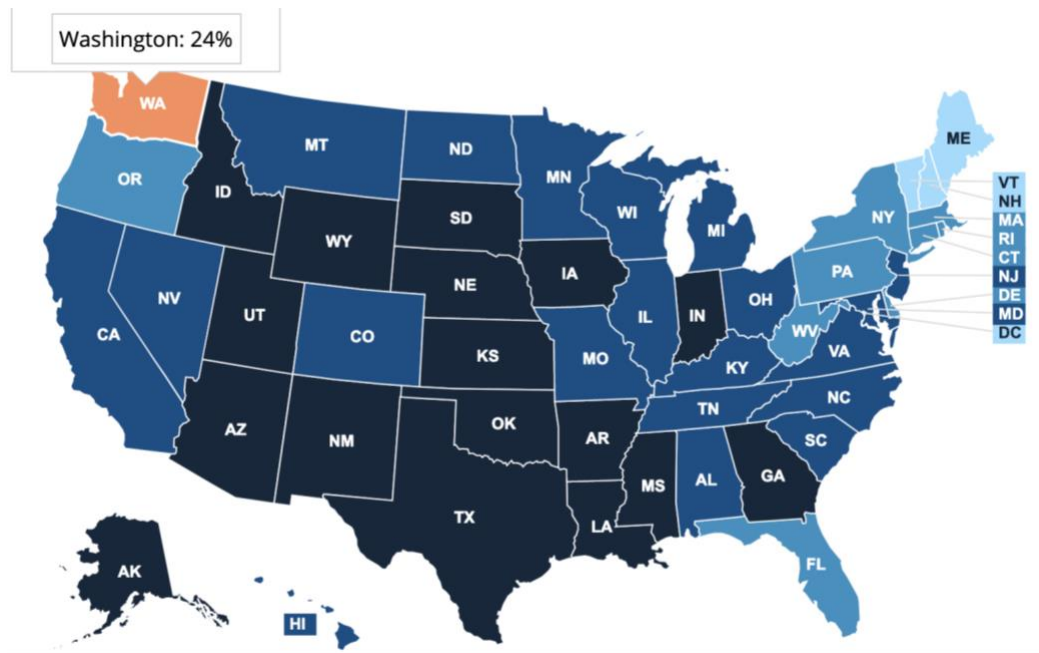 Washington: 24%
WA
MT
ND
MN
ME
OR
ID
VT
NH
SD
WI
NY
MA
MI
RI
WY
CT
IA
PA
NJ
NE
DE
NV
OH
MD
UT
IL
IN
WV
DC
CA
CO
VA
KS
MO
KY
NC
TN
OK
AZ
NM
AR
SC
GA
MS
AL
TX
LA
FL
AK
HI